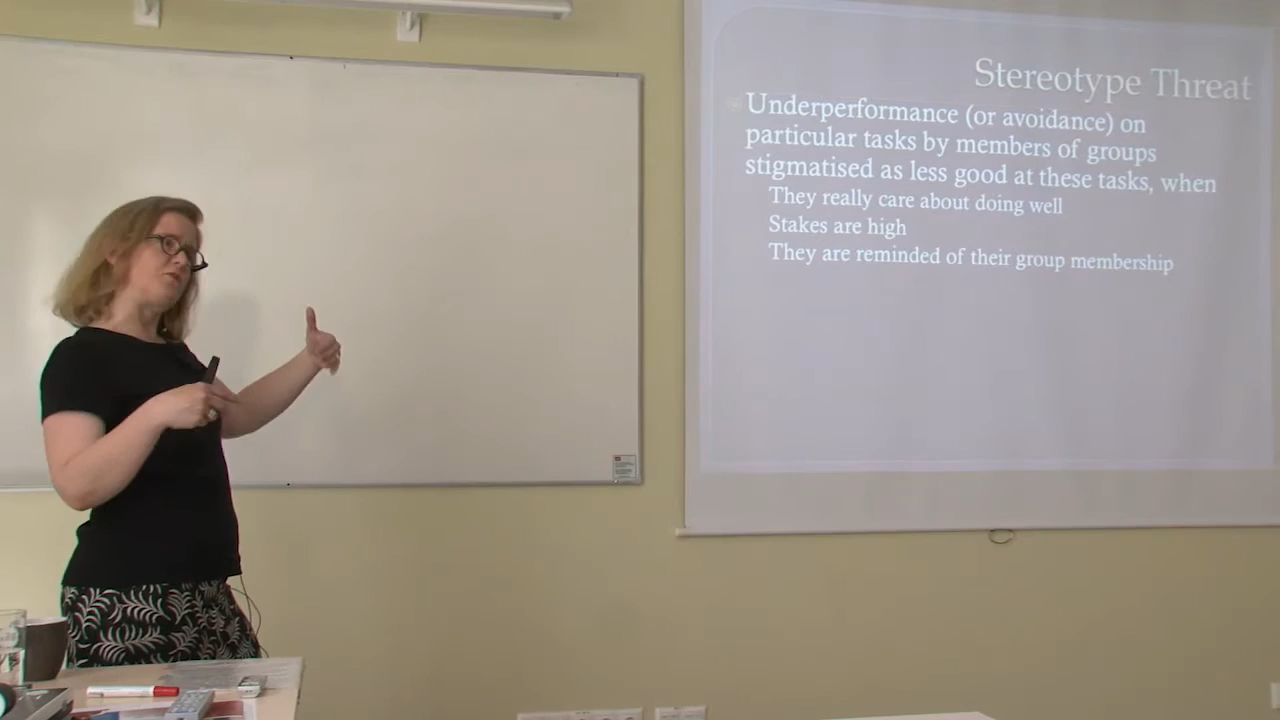 Stereotype Threat
Underperformance (or avoidance) on
particular tasks by members of groups
stigmatised as less good at these tasks, when
They really care about doing well
Stakes are high
They are reminded of their group membership